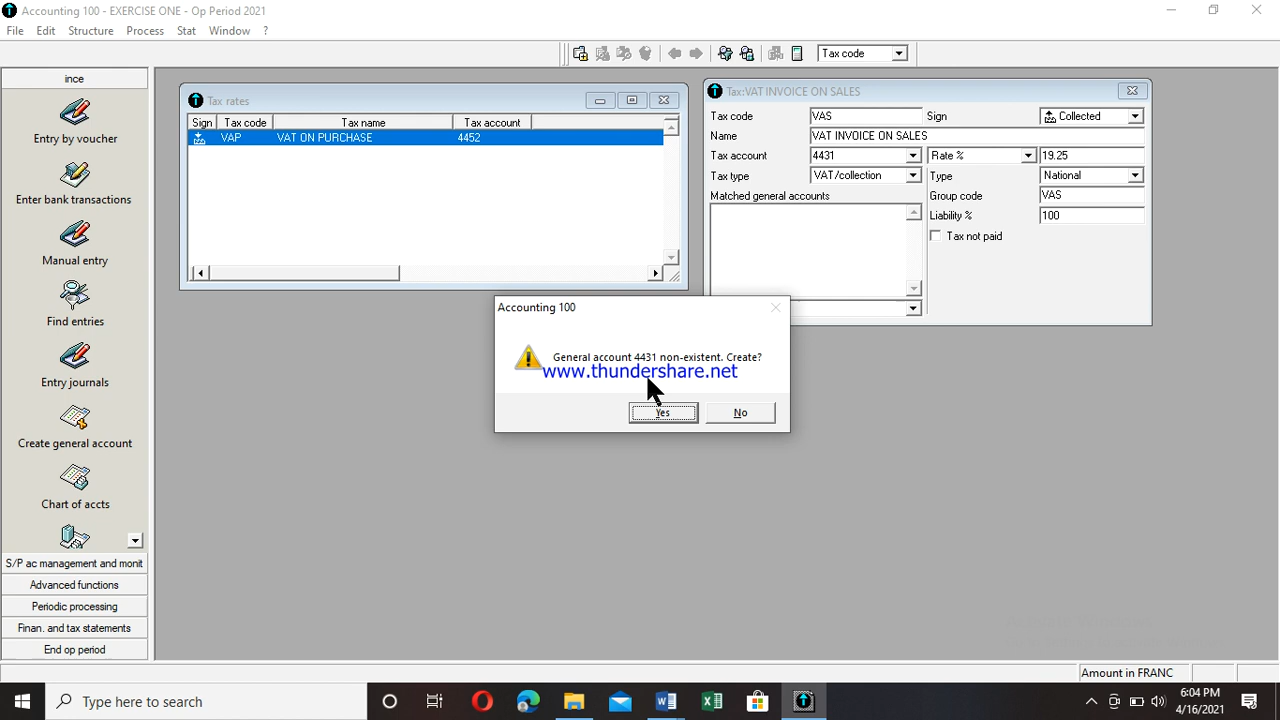 Accounting 100 - EXERCISE ONE - Op Period 2021
File Edit Structure Process Stat Window ?
Tax code
ince
Entry by voucher
Enter bank transactions
Manual entry
Find entries
Entry journals
Create general account
Chart of accts
S/P ac management and monit
Advanced functions
Periodic processing
Finan. and tax statements
End op period
Tax rates
Sign Tax code Tax name Tax account
VAP VAT ON PURCHASE 4452
Tax:VAT INVOICE ON SALES
Tax code VAS Sign Collected
Name VAT INVOICE ON SALES
Tax account 4431 Rate % 19.25
Tax type VAT/collection Type National
Matched general accounts Group code VAS
Liability % 100
Tax not paid
Accounting 100
General account 4431 non-existent. Create?
www.thundershare.net
Yes No
Amount in FRANC
Type here to search
6:04 PM
4/16/2021